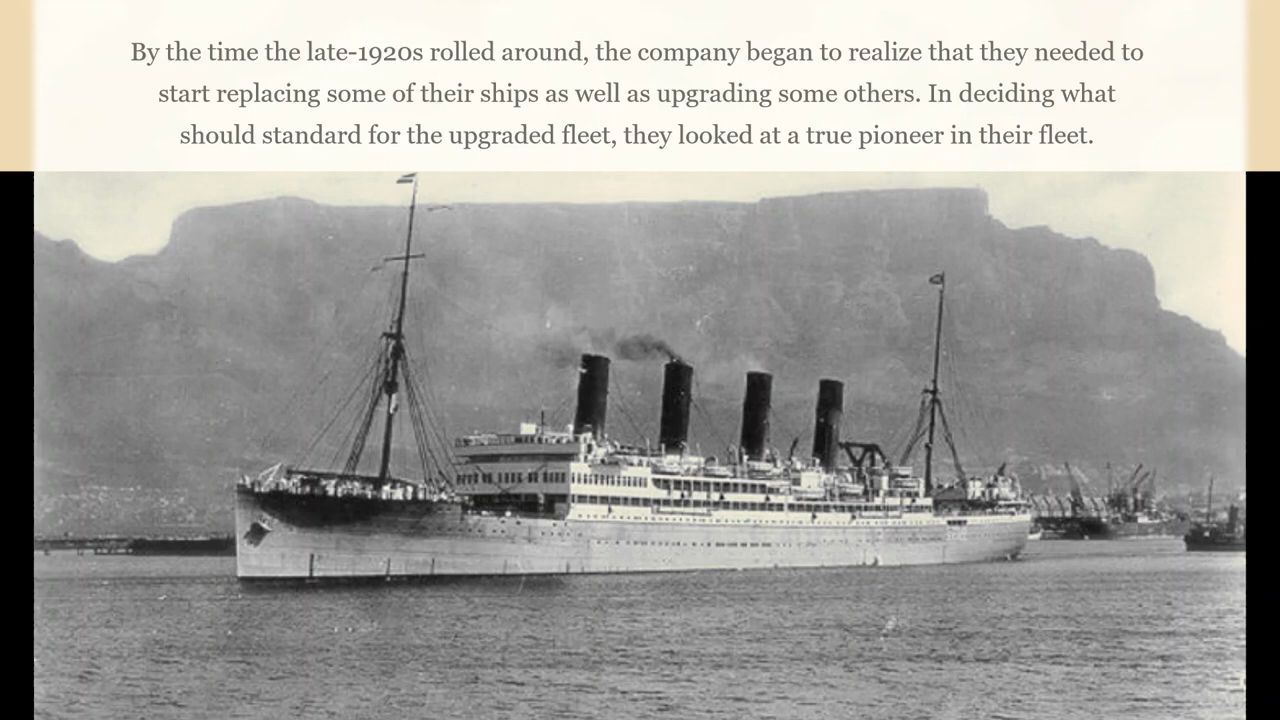 By the time the late-1920s rolled around, the company began to realize that they needed to
start replacing some of their ships as well as upgrading some others. In deciding what
should standard for the upgraded fleet, they looked at a true pioneer in their fleet.